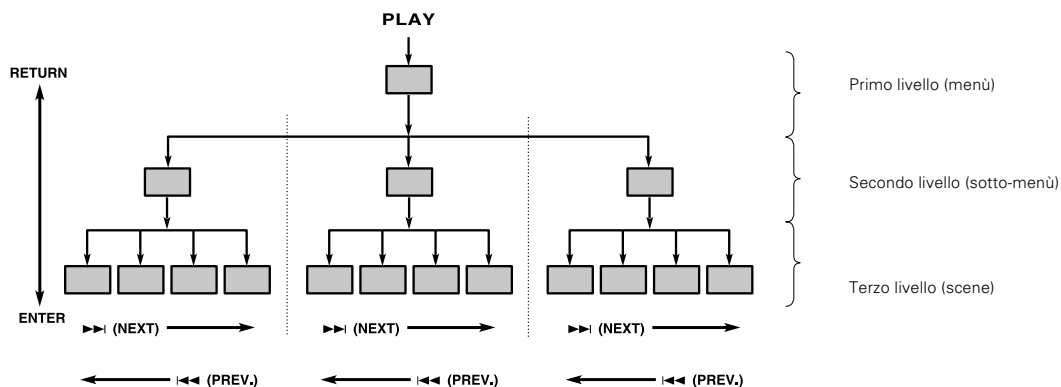 PLAY
RETURN
Primo livello (menù)
Secondo livello (sotto-menù)
Terzo livello (scene)
ENTER
▶▶| (NEXT)
▶▶| (NEXT)
▶▶| (NEXT)
|◀◀ (PREV.)
|◀◀ (PREV.)
|◀◀ (PREV.)